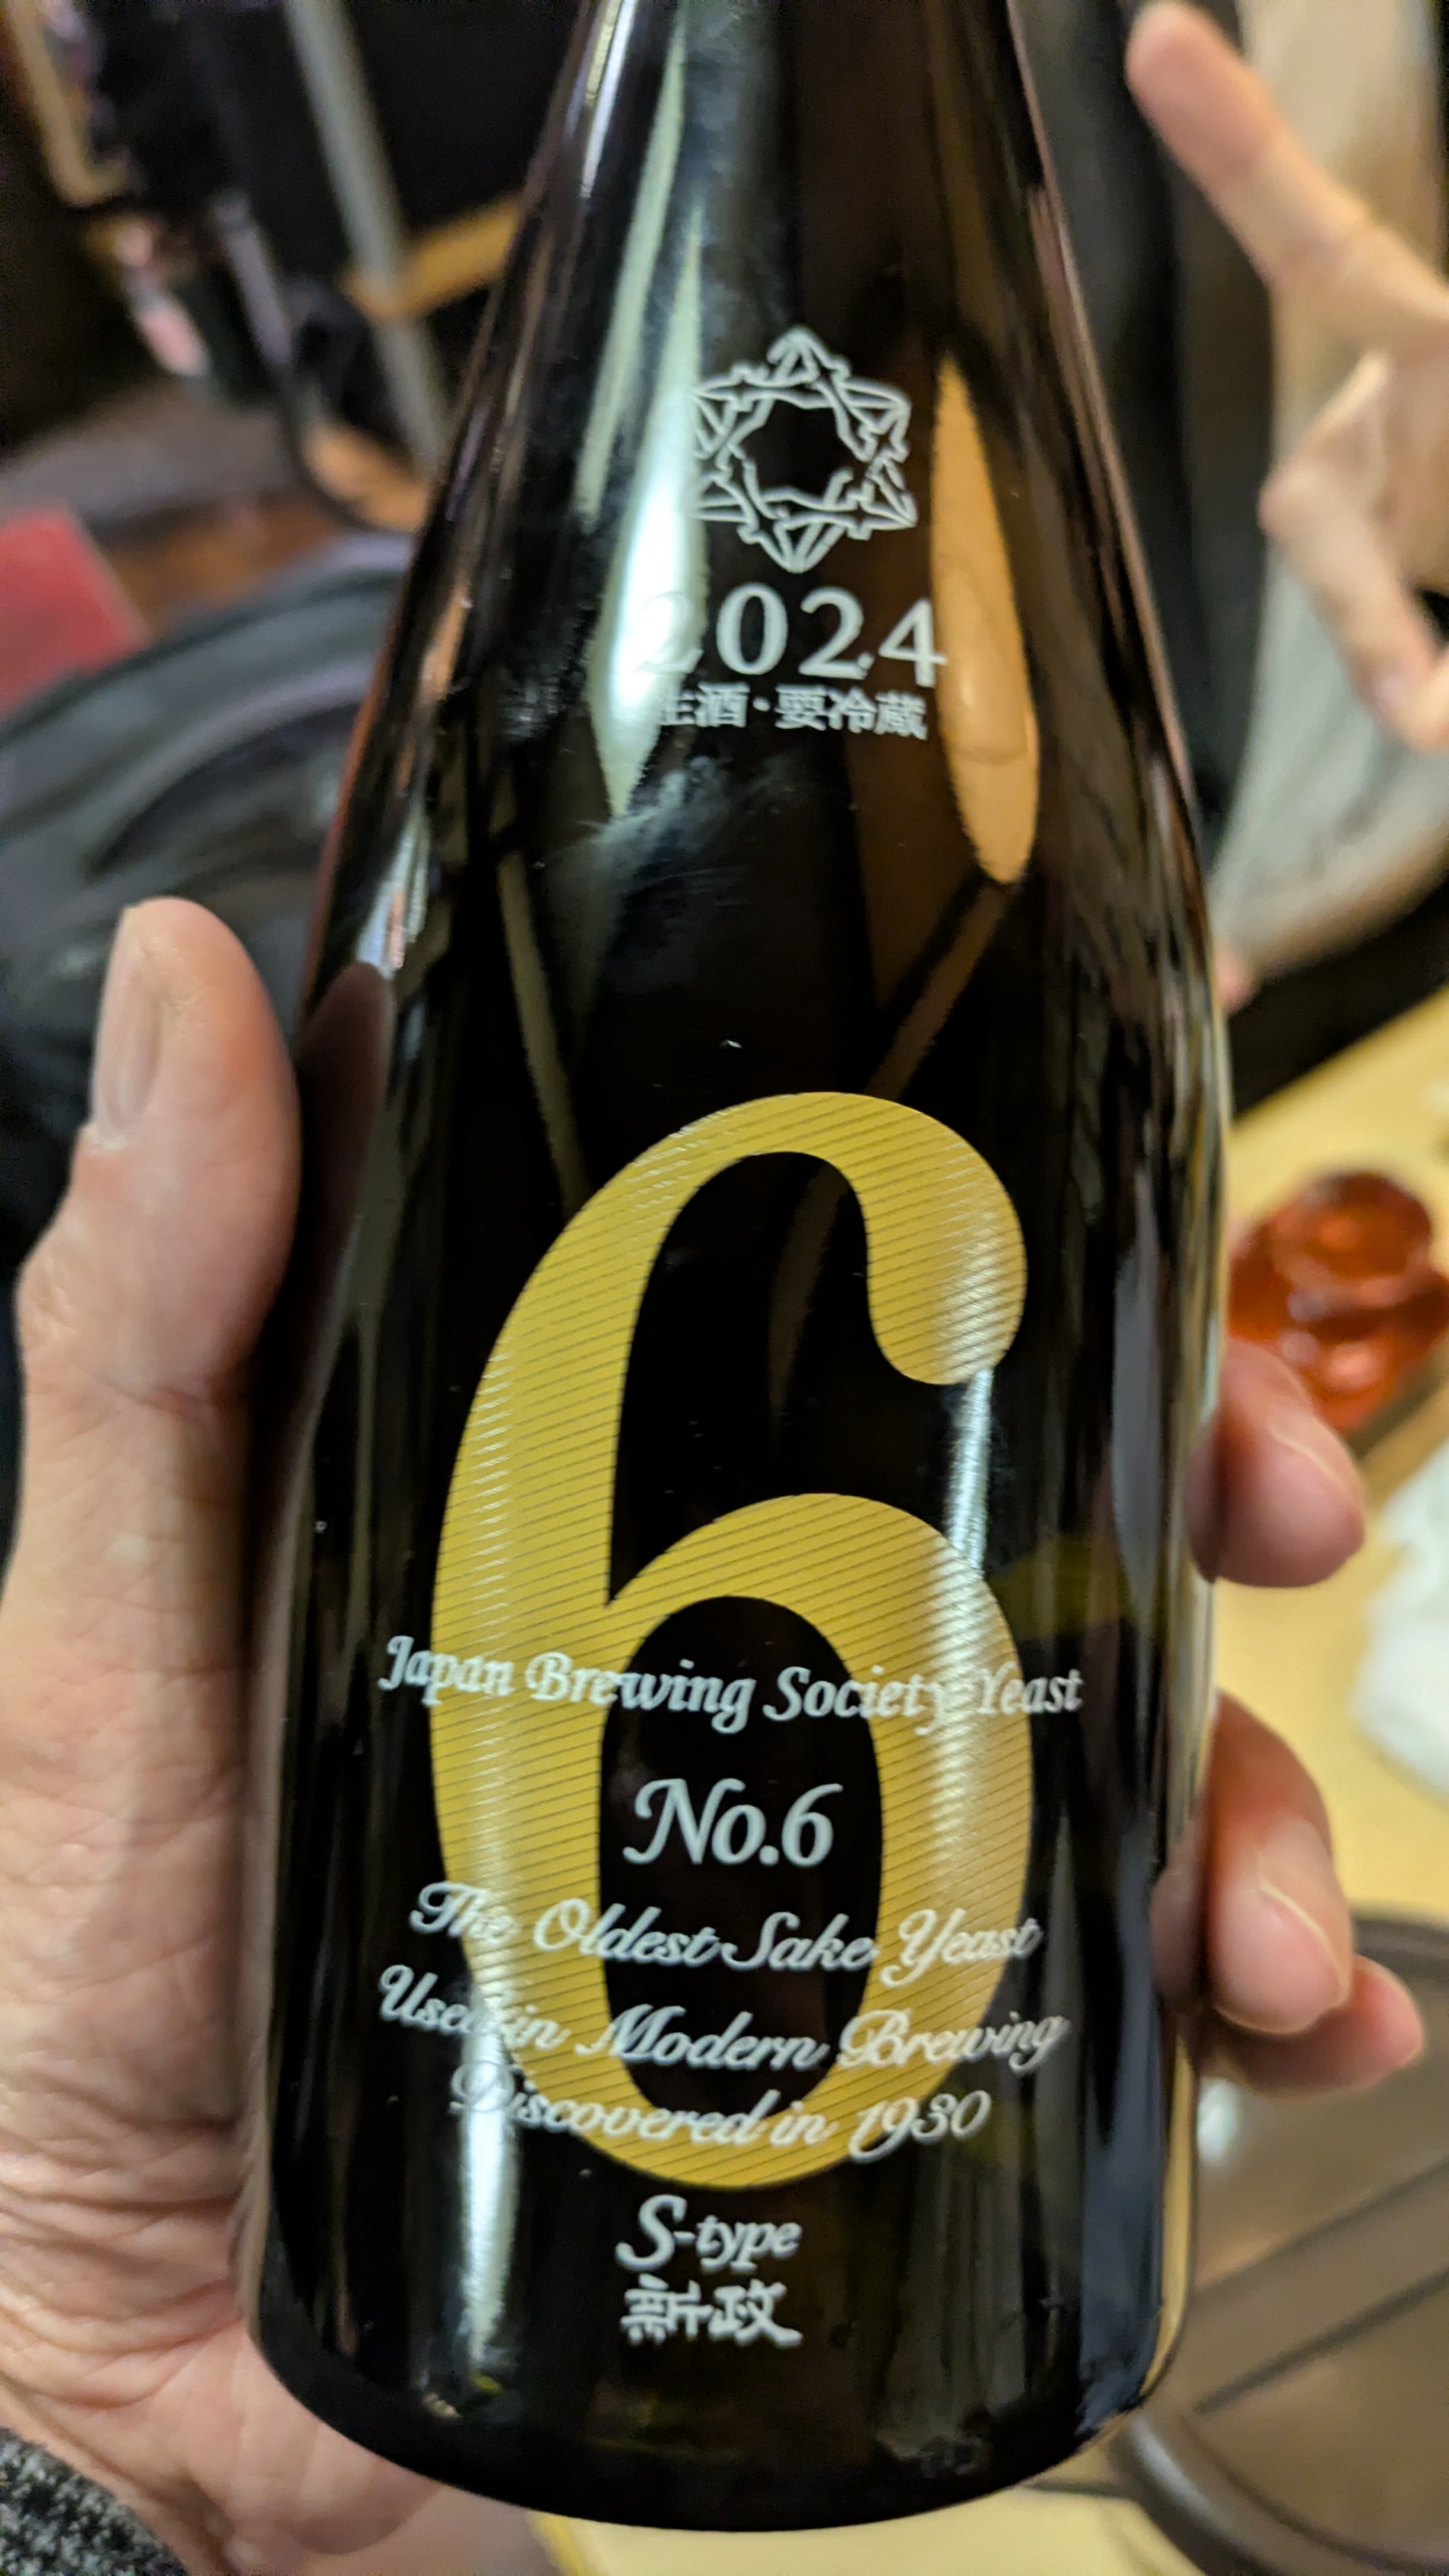 2024
生酒・要冷蔵
6
Japan Brewing Society Yeast
No.6
The Oldest Sake Yeast
Used in Modern Brewing
Discovered in 1930
S-type
新政